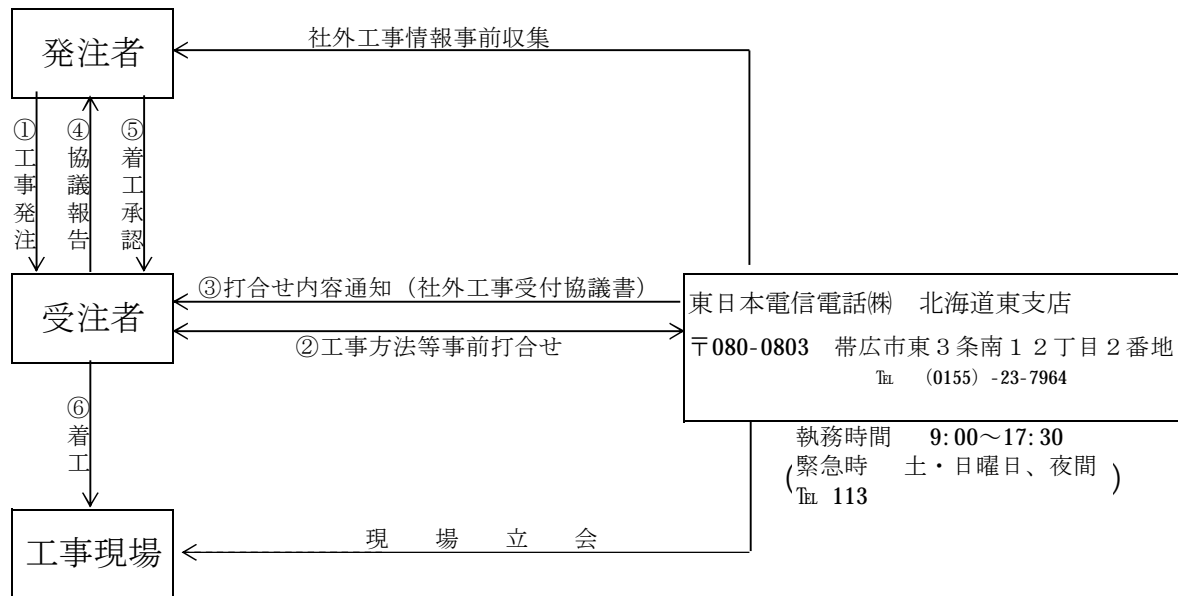 発注者
社外工事情報事前収集
①工事発注
④協議報告
⑤着工承認
受注者
③打合せ内容通知（社外工事受付協議書）
②工事方法等事前打合せ
東日本電信電話㈱　北海道東支店
〒080-0803　帯広市東３条南１２丁目２番地
℡　（0155）-23-7964
執務時間　9:00～17:30
（緊急時　土・日曜日、夜間）
℡ 113
⑥着工
工事現場
現　場　立　会